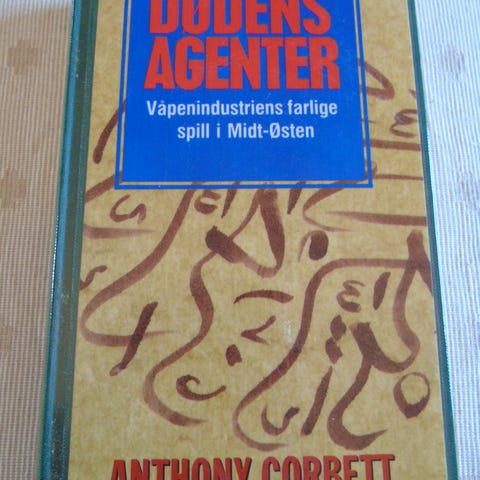 DØDENS
AGENTER
Våpenindustriens farlige
spill i Midt-Østen
ANTHONY CORBETT